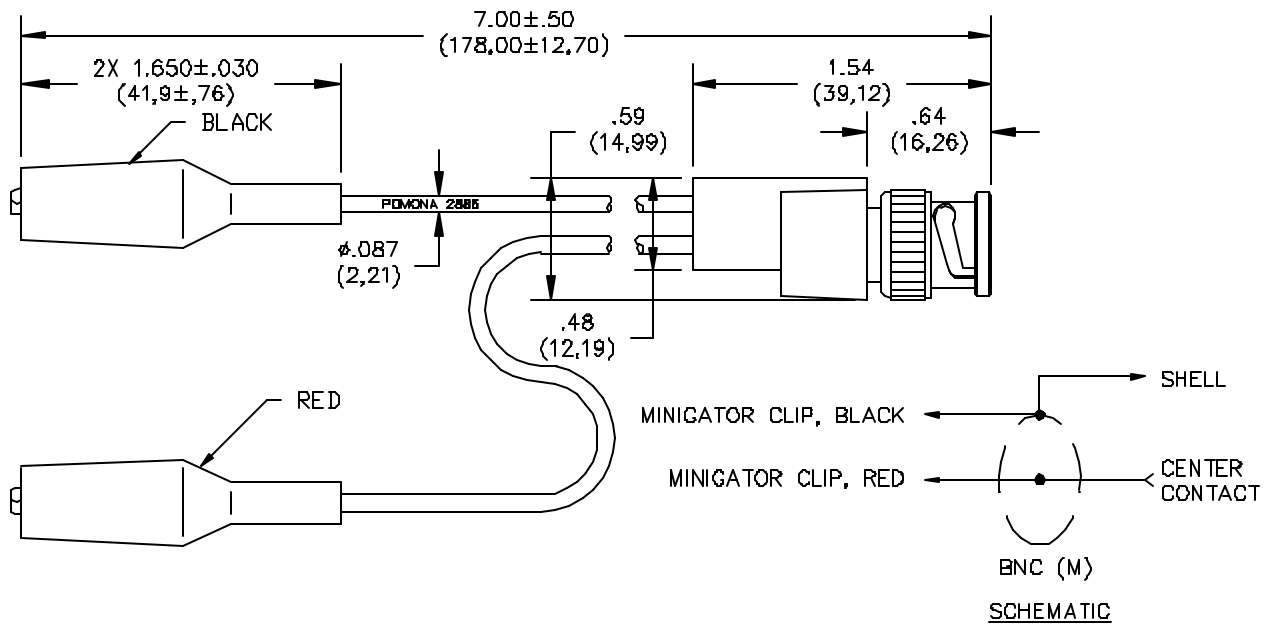 7.00±.50
(178,00±12,70)
2X 1.650±.030
(41,9±,76)
1.54
(39,12)
BLACK
.59
(14,99)
.64
(16,26)
POMONA 2885
ø.087
(2,21)
.48
(12,19)
RED
SHELL
MINIGATOR CLIP, BLACK
MINIGATOR CLIP, RED
CENTER
CONTACT
BNC (M)
SCHEMATIC